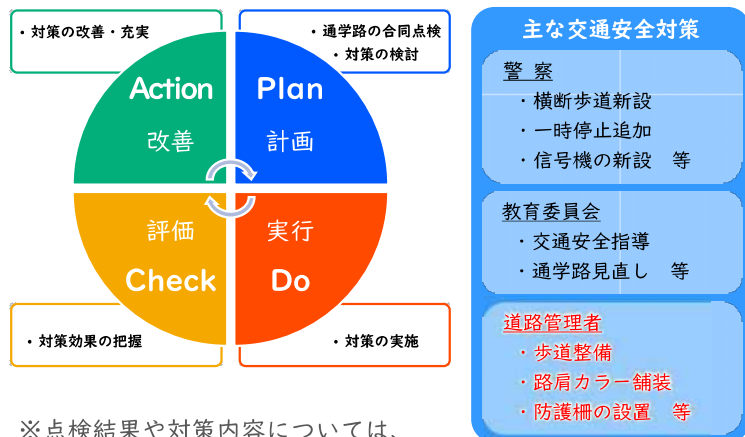 ・対策の改善・充実
Action
改善
・通学路の合同点検
・対策の検討
Plan
計画
評価
Check
・対策効果の把握
実行
Do
・対策の実施
※点検結果や対策内容については、
主な交通安全対策
警 察
・横断歩道新設
・一時停止追加
・信号機の新設　等
教育委員会
・交通安全指導
・通学路見直し　等
道路管理者
・歩道整備
・路肩カラー舗装
・防護柵の設置　等